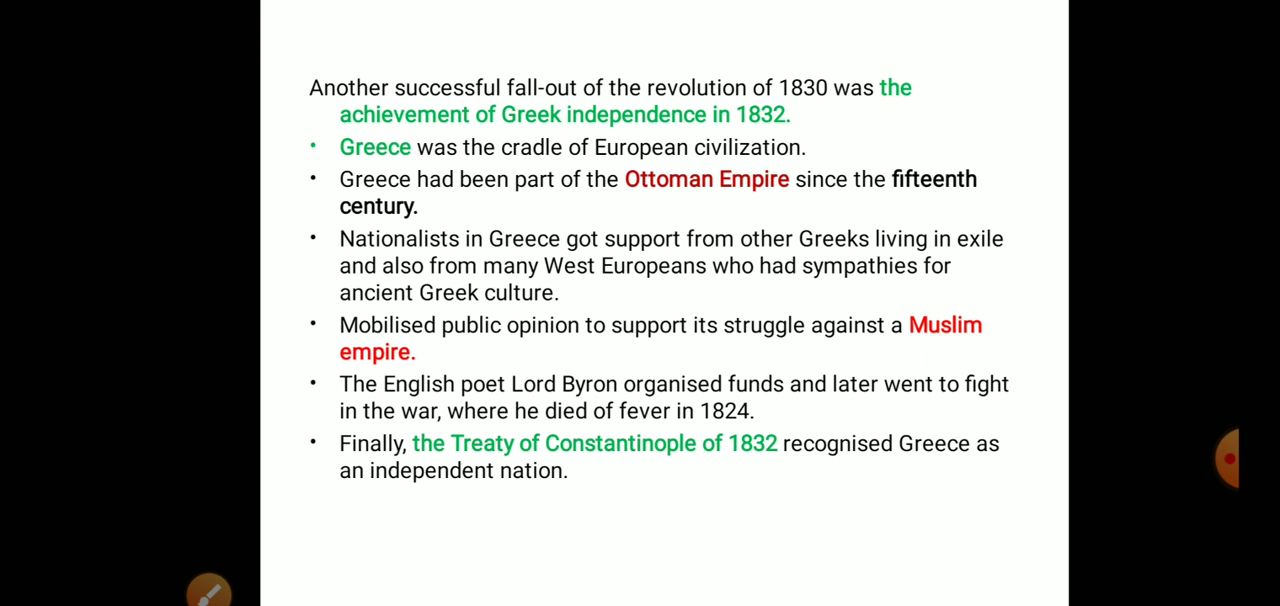 Another successful fall-out of the revolution of 1830 was the
achievement of Greek independence in 1832.
• Greece was the cradle of European civilization.
• Greece had been part of the Ottoman Empire since the fifteenth
century.
• Nationalists in Greece got support from other Greeks living in exile
and also from many West Europeans who had sympathies for
ancient Greek culture.
• Mobilised public opinion to support its struggle against a Muslim
empire.
• The English poet Lord Byron organised funds and later went to fight
in the war, where he died of fever in 1824.
• Finally, the Treaty of Constantinople of 1832 recognised Greece as
an independent nation.